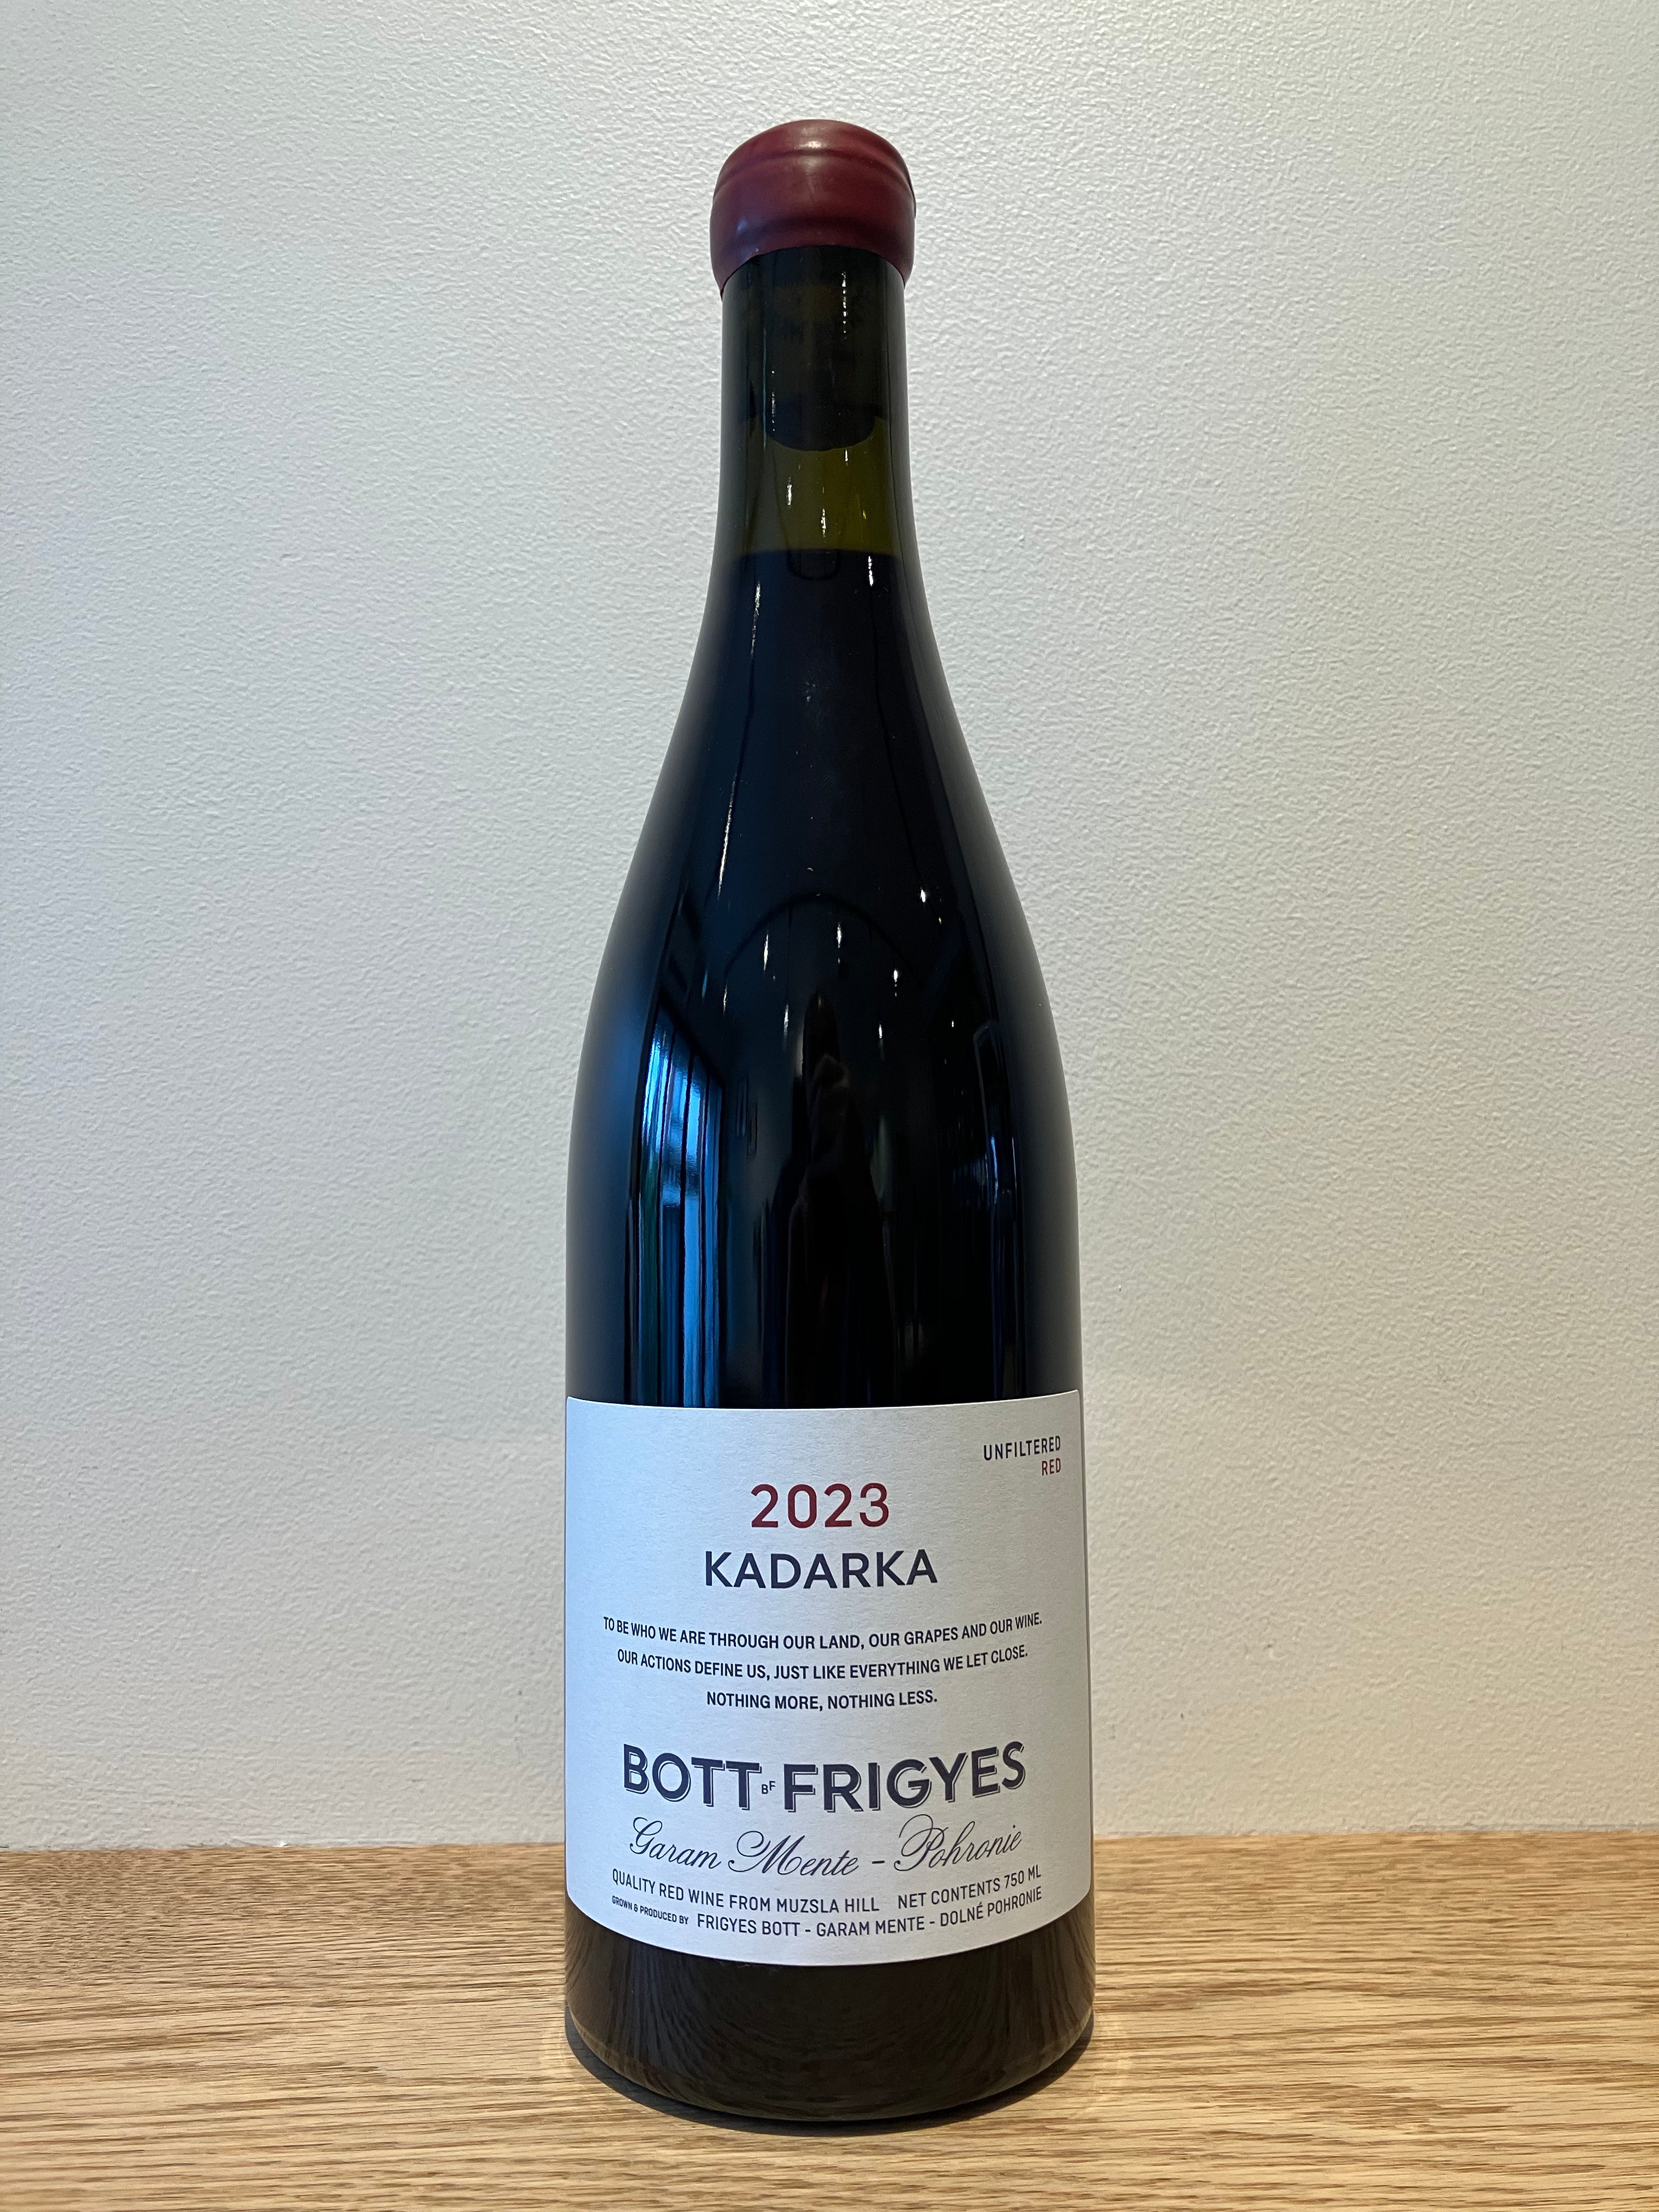 UNFILTERED
RED
2023
KADARKA
TO BE WHO WE ARE THROUGH OUR LAND, OUR GRAPES AND OUR WINE.
OUR ACTIONS DEFINE US, JUST LIKE EVERYTHING WE LET CLOSE.
NOTHING MORE, NOTHING LESS.
BOTT BF FRIGYES
Garam Mente - Pohronie
QUALITY RED WINE FROM MUZSLA HILL NET CONTENTS 750 ML
GROWN & PRODUCED BY FRIGYES BOTT - GARAM MENTE - DOLNÉ POHRONIE